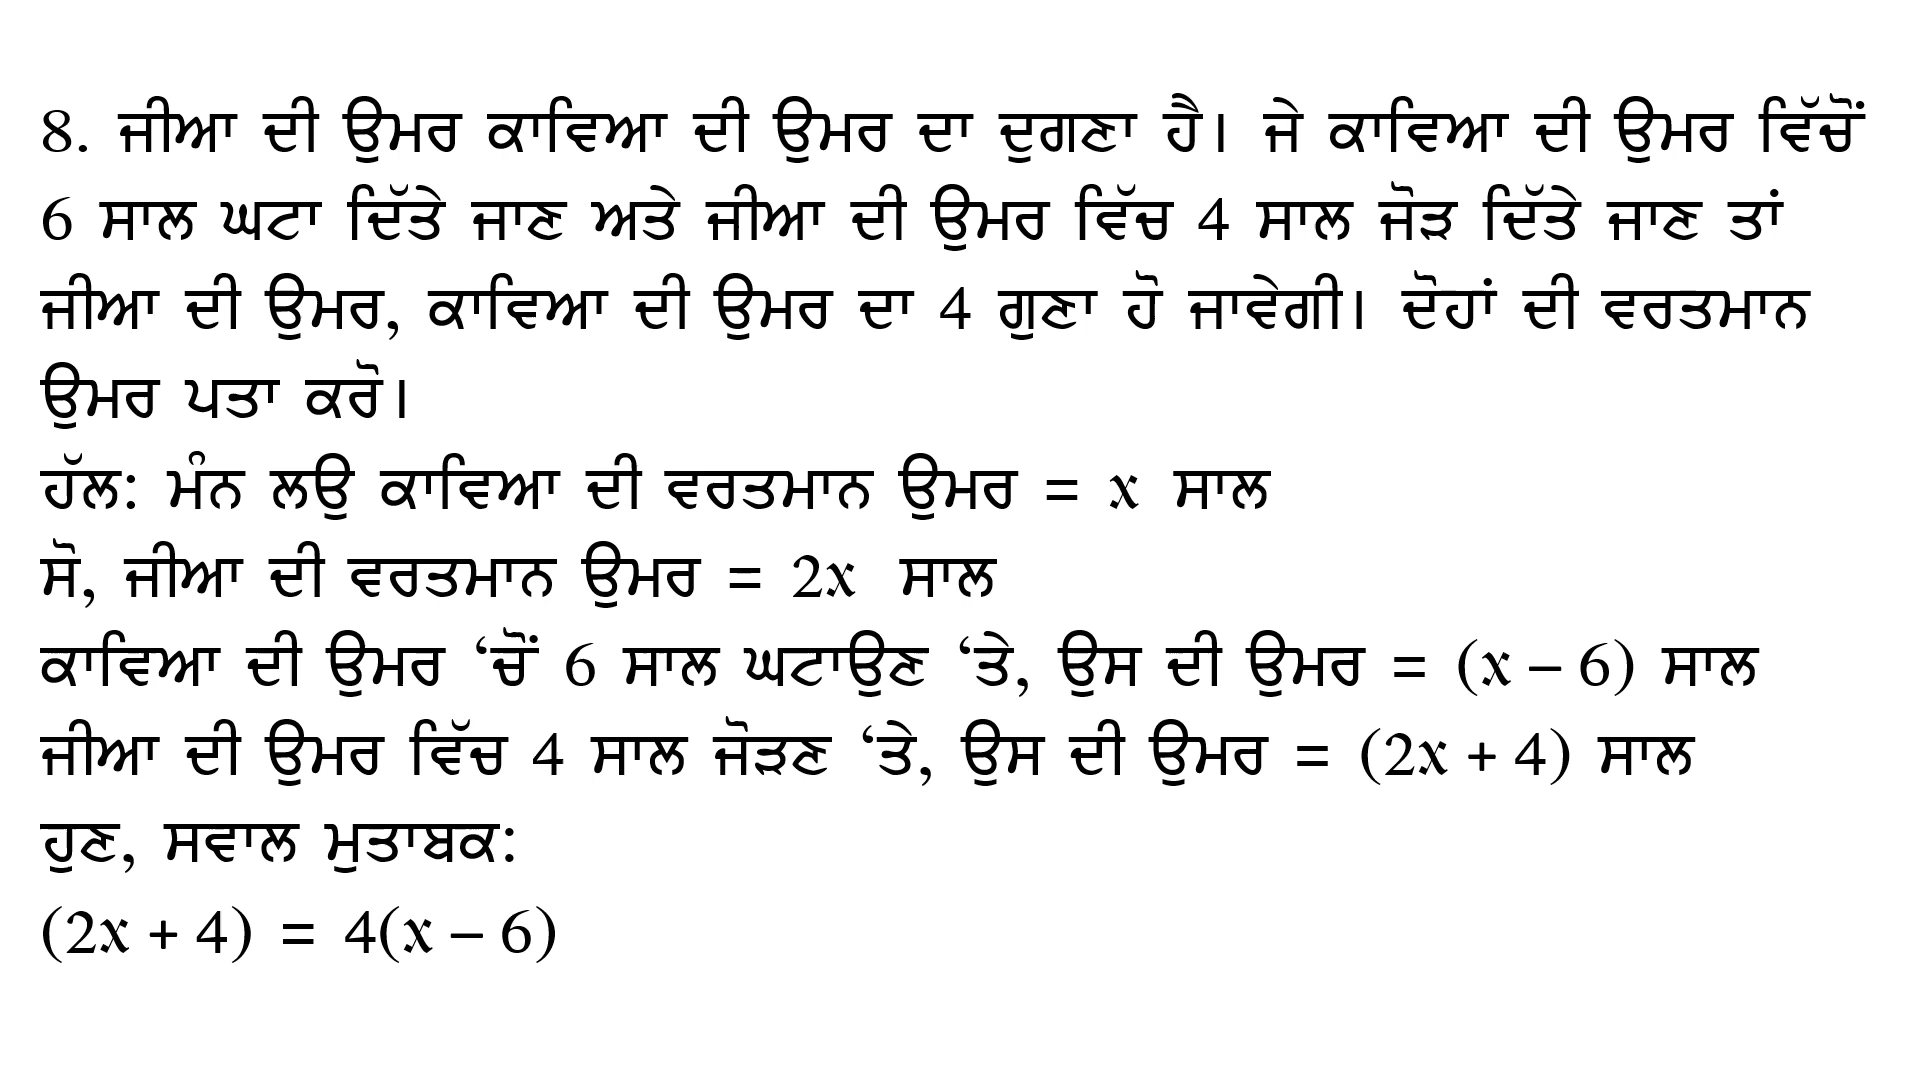 8. ਜੀਆ ਦੀ ਉਮਰ ਕਾਵਿਆ ਦੀ ਉਮਰ ਦਾ ਦੁਗਣਾ ਹੈ। ਜੇ ਕਾਵਿਆ ਦੀ ਉਮਰ ਵਿੱਚੋਂ
6 ਸਾਲ ਘਟਾ ਦਿੱਤੇ ਜਾਣ ਅਤੇ ਜੀਆ ਦੀ ਉਮਰ ਵਿੱਚ 4 ਸਾਲ ਜੋੜ ਦਿੱਤੇ ਜਾਣ ਤਾਂ
ਜੀਆ ਦੀ ਉਮਰ, ਕਾਵਿਆ ਦੀ ਉਮਰ ਦਾ 4 ਗੁਣਾ ਹੋ ਜਾਵੇਗੀ। ਦੋਹਾਂ ਦੀ ਵਰਤਮਾਨ
ਉਮਰ ਪਤਾ ਕਰੋ।
ਹੱਲ: ਮੰਨ ਲਉ ਕਾਵਿਆ ਦੀ ਵਰਤਮਾਨ ਉਮਰ = x ਸਾਲ
ਸੋ, ਜੀਆ ਦੀ ਵਰਤਮਾਨ ਉਮਰ = 2x ਸਾਲ
ਕਾਵਿਆ ਦੀ ਉਮਰ ‘ਚੋਂ 6 ਸਾਲ ਘਟਾਉਣ ‘ਤੇ, ਉਸ ਦੀ ਉਮਰ = (x – 6) ਸਾਲ
ਜੀਆ ਦੀ ਉਮਰ ਵਿੱਚ 4 ਸਾਲ ਜੋੜਣ ‘ਤੇ, ਉਸ ਦੀ ਉਮਰ = (2x + 4) ਸਾਲ
ਹੁਣ, ਸਵਾਲ ਮੁਤਾਬਕ:
(2x + 4) = 4(x – 6)